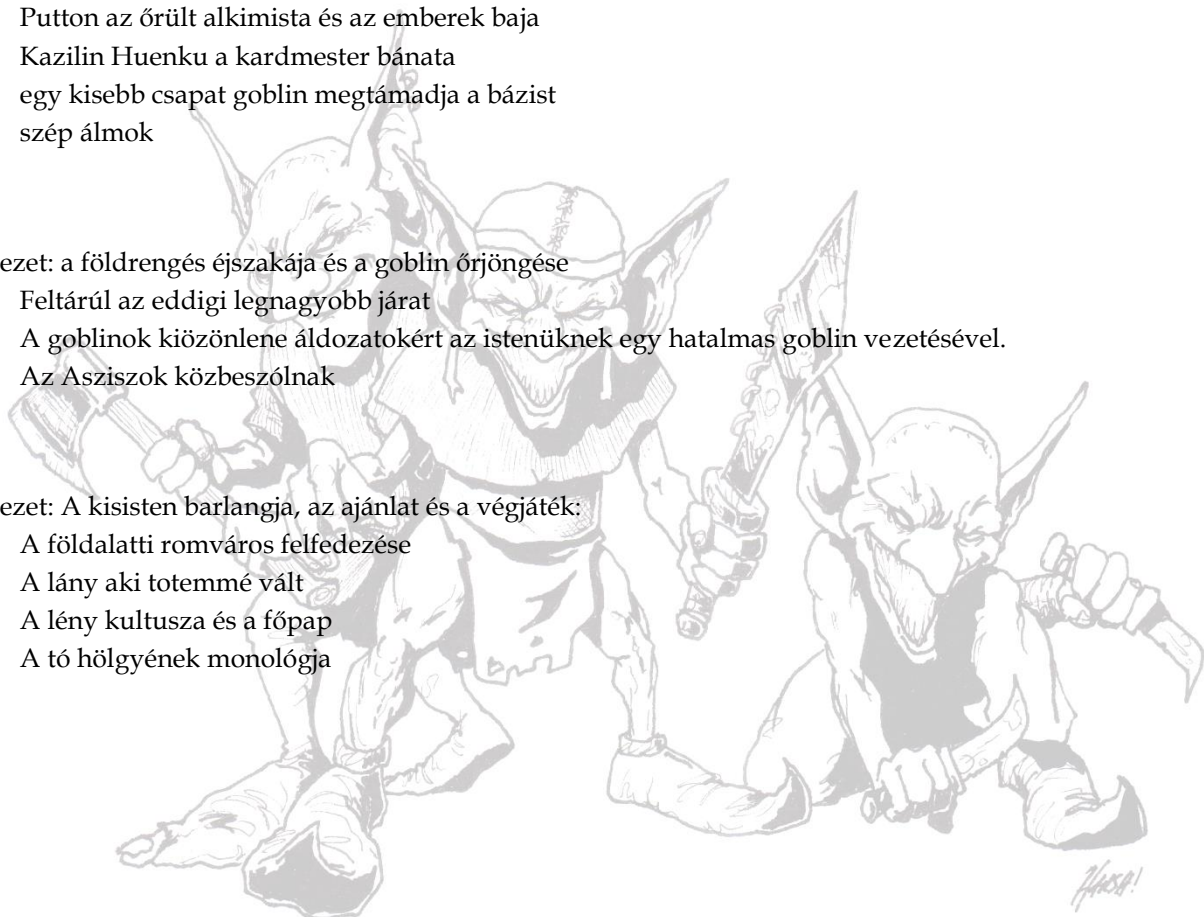 Putton az őrült alkimista és az emberek baja
Kazilin Huenku a kardmester bánata
egy kisebb csapat goblin megtámadja a bázist
szép álmok
ezet: a földrengés éjszakája és a goblin őrjöngése
Feltárúl az eddigi legnagyobb járat
A goblinok kiözönlene áldozatokért az istenüknek egy hatalmas goblin vezetésével.
Az Asziszok közbeszólnak
ezet: A kisisten barlangja, az ajánlat és a végjáték:
A földalatti romváros felfedezése
A lány aki totemmé vált
A lény kultusza és a főpap
A tó hölgyének monológja